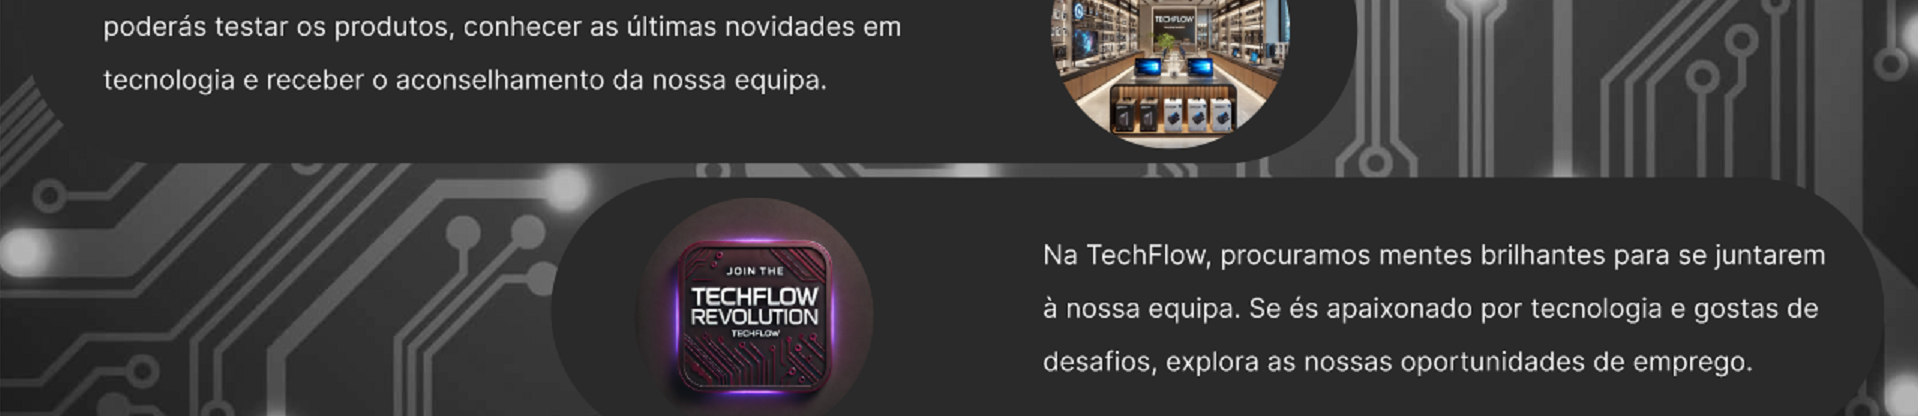 poderás testar os produtos, conhecer as últimas novidades em
tecnologia e receber o aconselhamento da nossa equipa.
TECHFLOW
JOIN THE
TECHFLOW
REVOLUTION
TECHFLOW
Na TechFlow, procuramos mentes brilhantes para se juntarem
à nossa equipa. Se és apaixonado por tecnologia e gostas de
desafios, explora as nossas oportunidades de emprego.